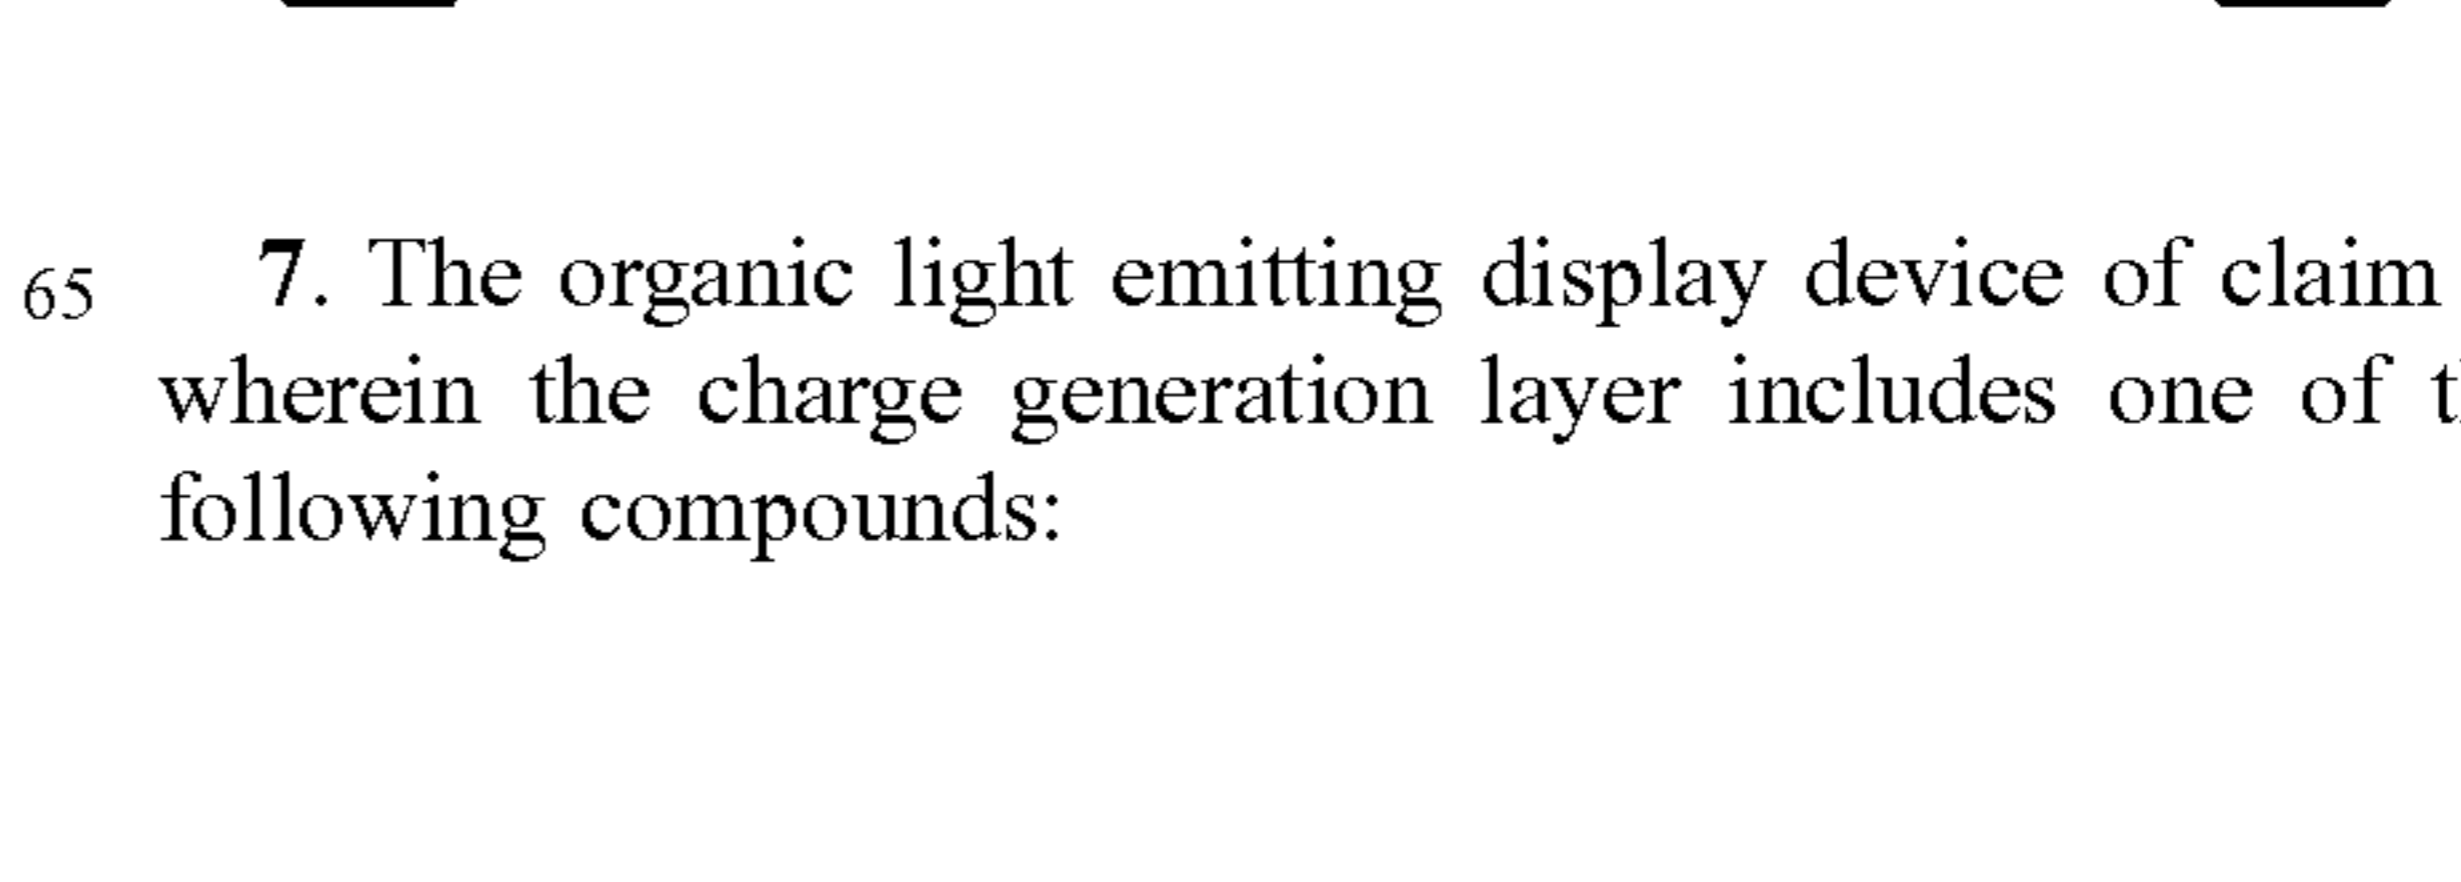 65 7. The organic light emitting display device of claim
wherein the charge generation layer includes one of
following compounds: